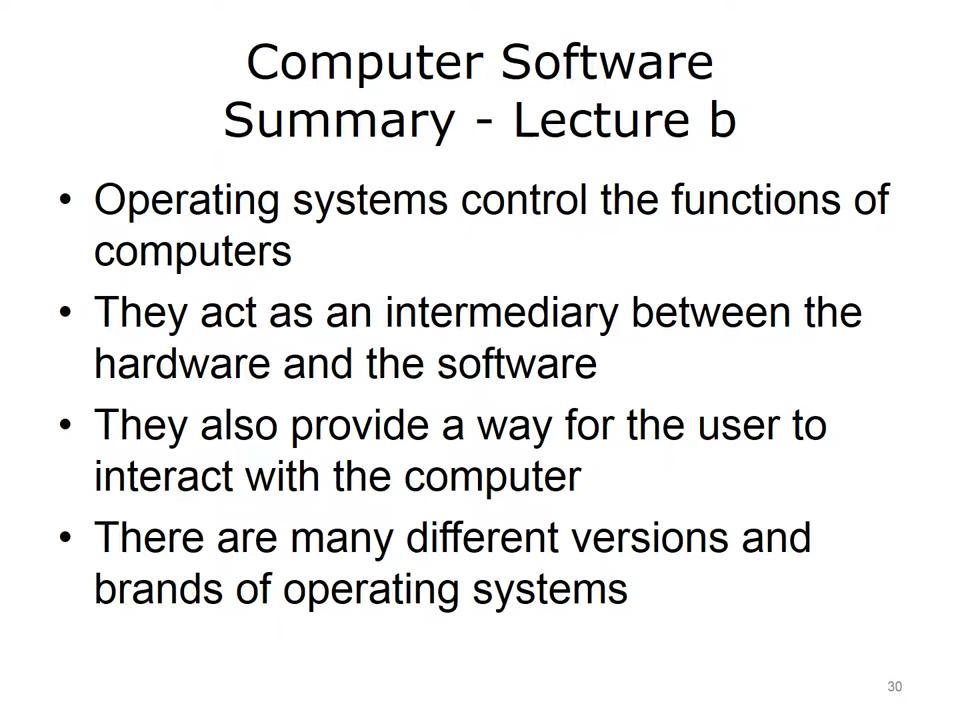 Computer Software
Summary - Lecture b
• Operating systems control the functions of
computers
• They act as an intermediary between the
hardware and the software
• They also provide a way for the user to
interact with the computer
• There are many different versions and
brands of operating systems
30